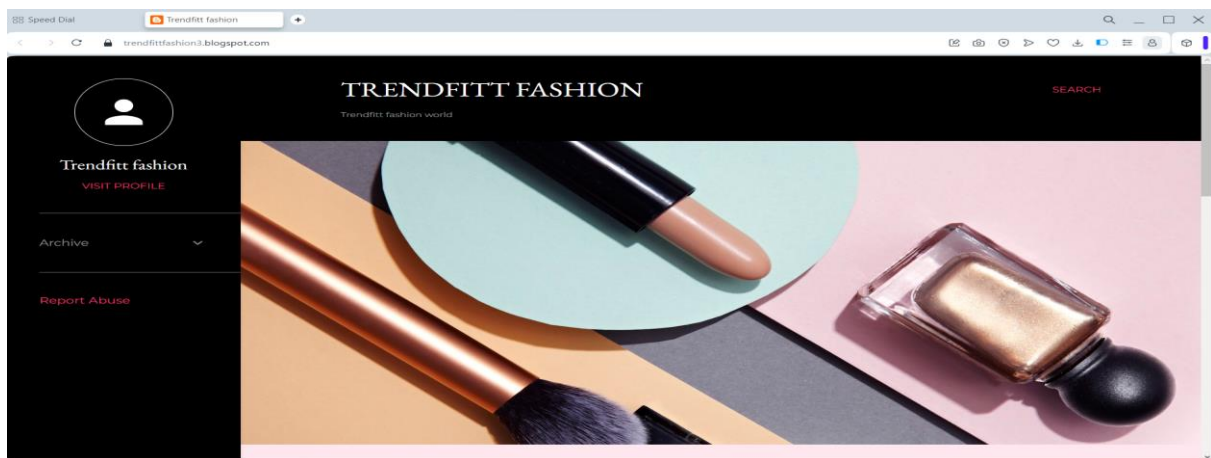 Speed Dial
Trendfitt fashion
trendfittfashion3.blogspot.com
TRENDFITT FASHION
SEARCH
Trendfitt fashion world
Trendfitt fashion
VISIT PROFILE
Archive
Report Abuse